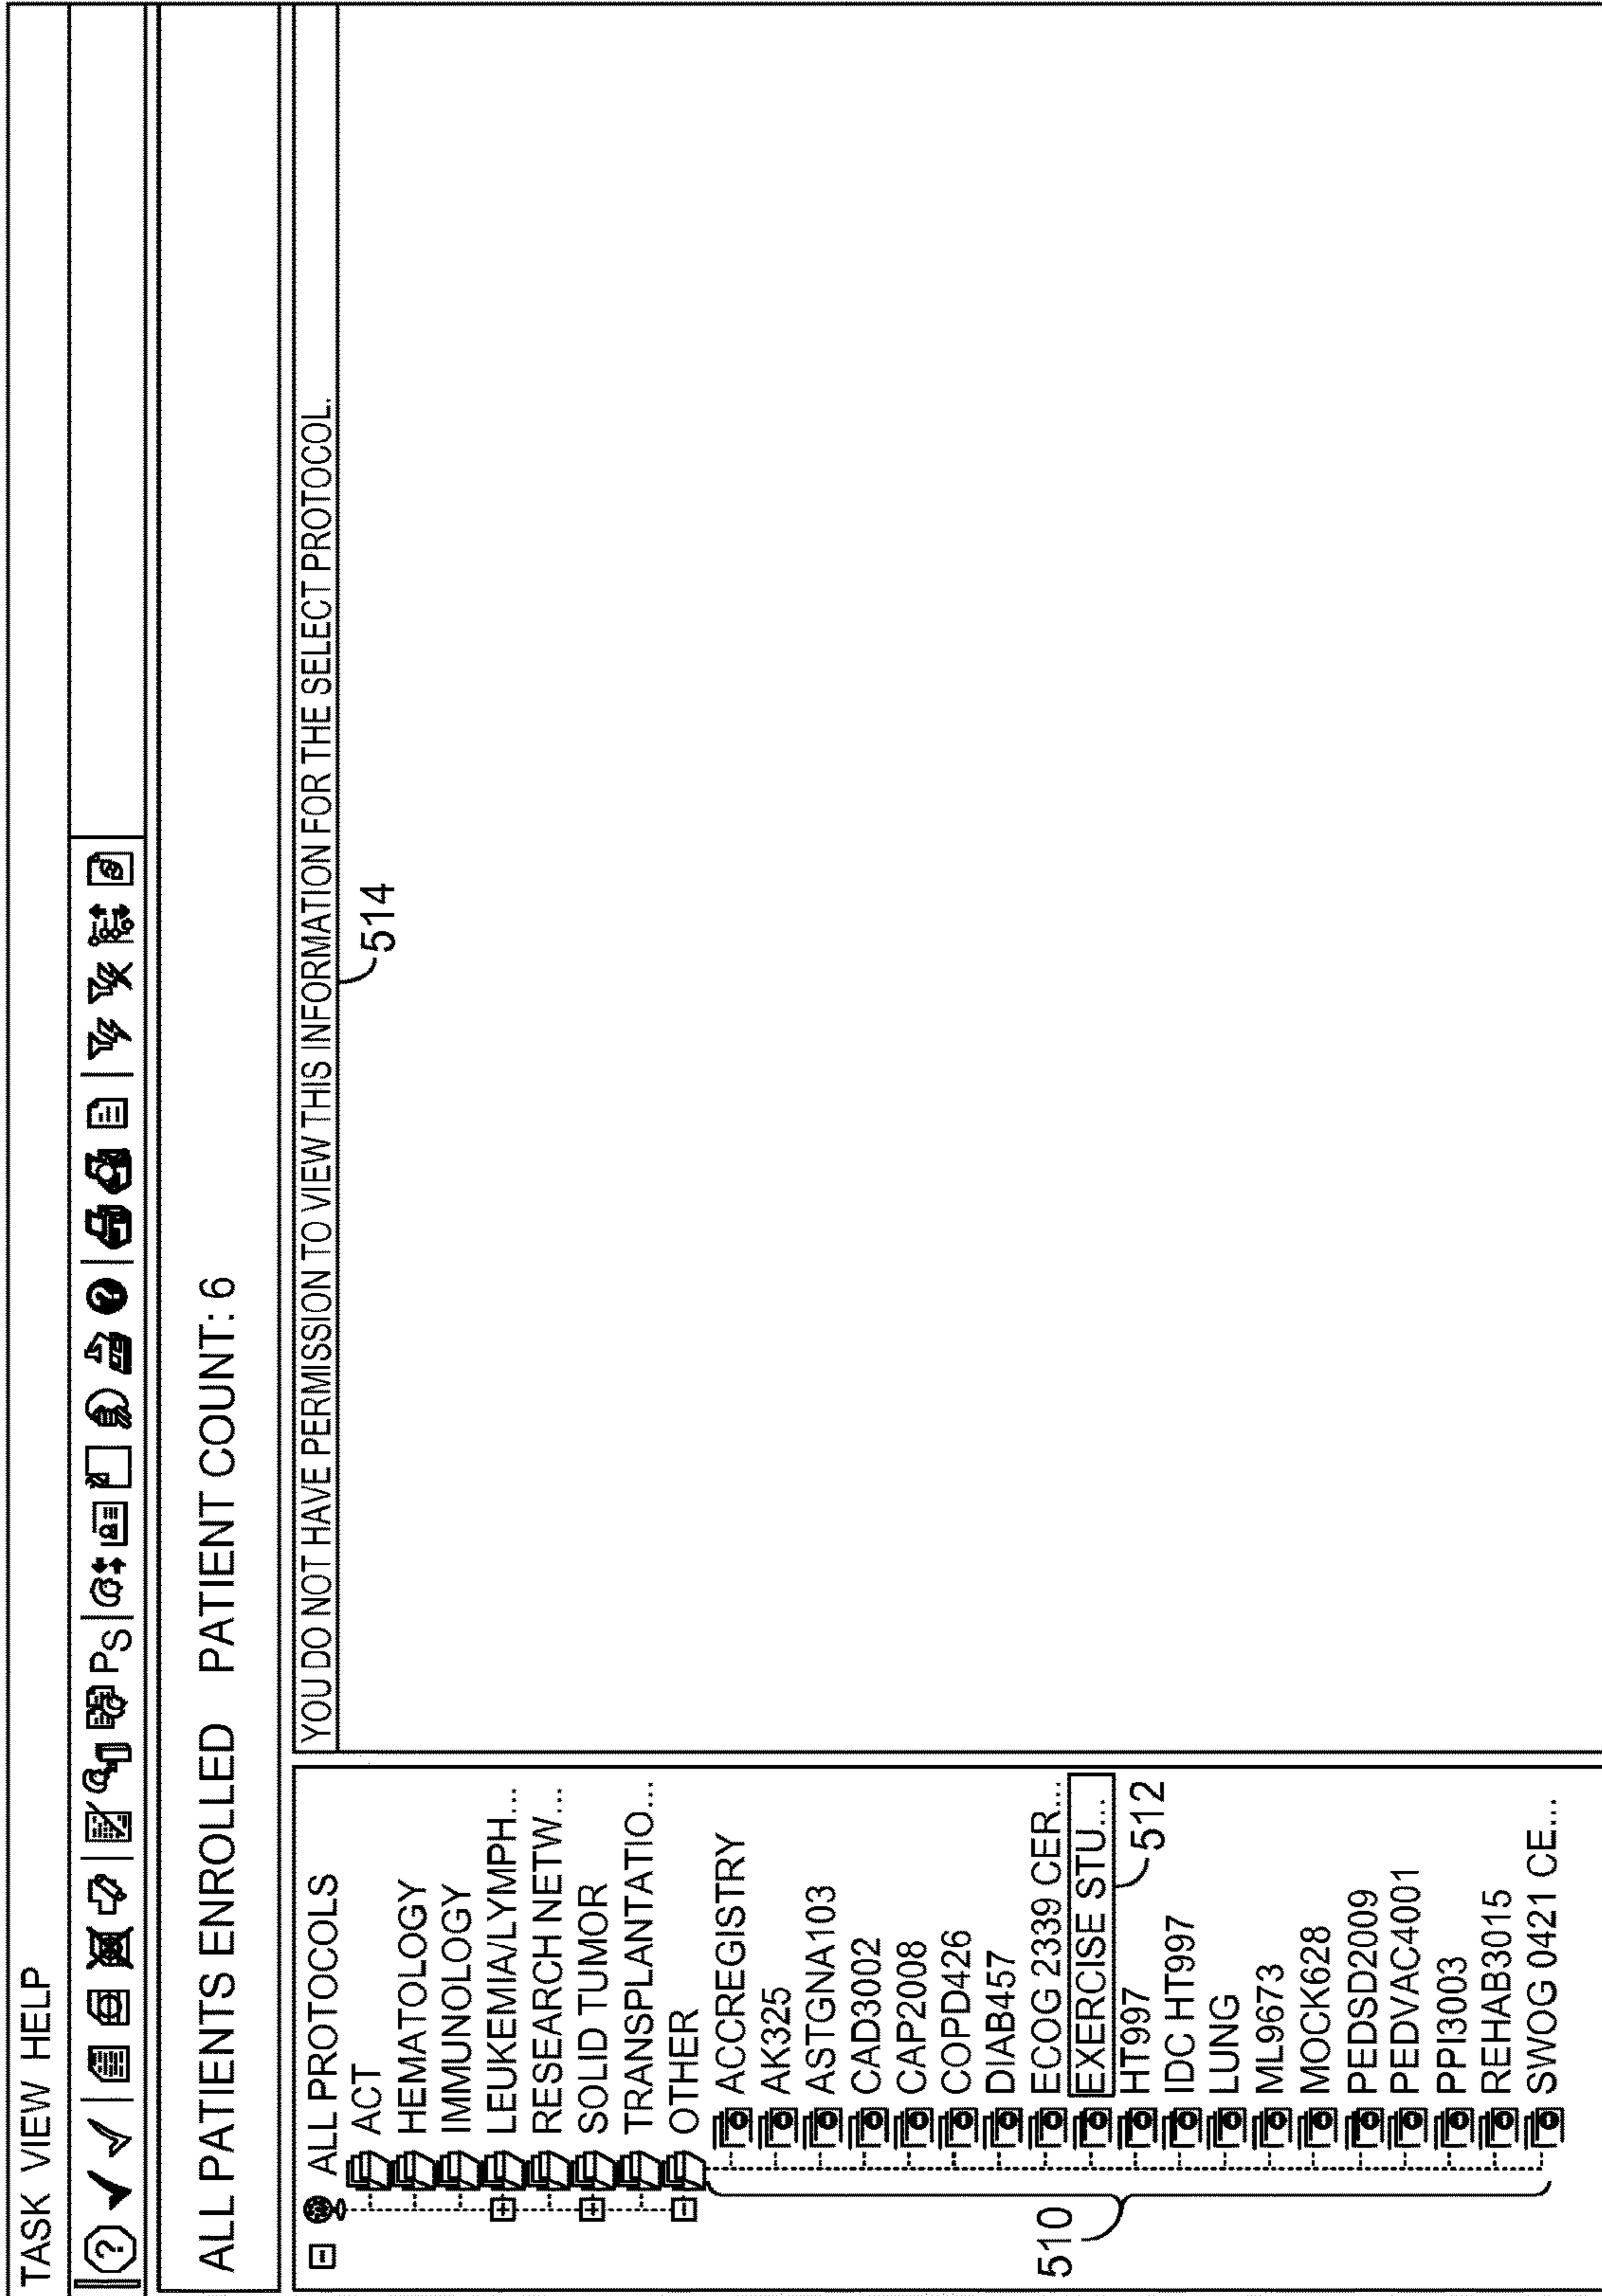 TASK VIEW HELP
PS
ALL PATIENTS ENROLLED PATIENT COUNT: 6
ALL PROTOCOLS
ACT
HEMATOLOGY
IMMUNOLOGY
LEUKEMIA/LYMPH...
RESEARCH NETW...
SOLID TUMOR
TRANSPLANTATIO...
OTHER
ACCREGISTRY
AK325
ASTGNA103
CAD3002
CAP2008
COPD426
DIAB457
ECOG 2339 CER...
EXERCISE STU...
HT997
IDC HT997
LUNG
ML9673
MOCK628
PEDSD2009
PEDVAC4001
PPI3003
REHAB3015
SWOG 0421 CE...
510
512
YOU DO NOT HAVE PERMISSION TO VIEW THIS INFORMATION FOR THE SELECT PROTOCOL.
514